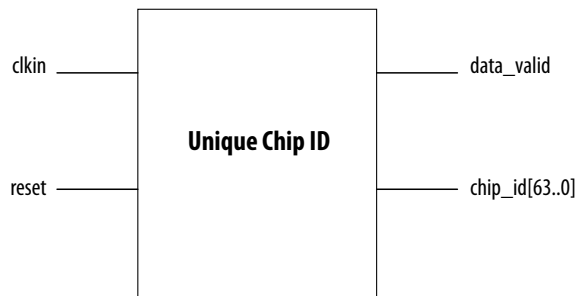 clkin
data_valid
Unique Chip ID
reset
chip_id[63..0]